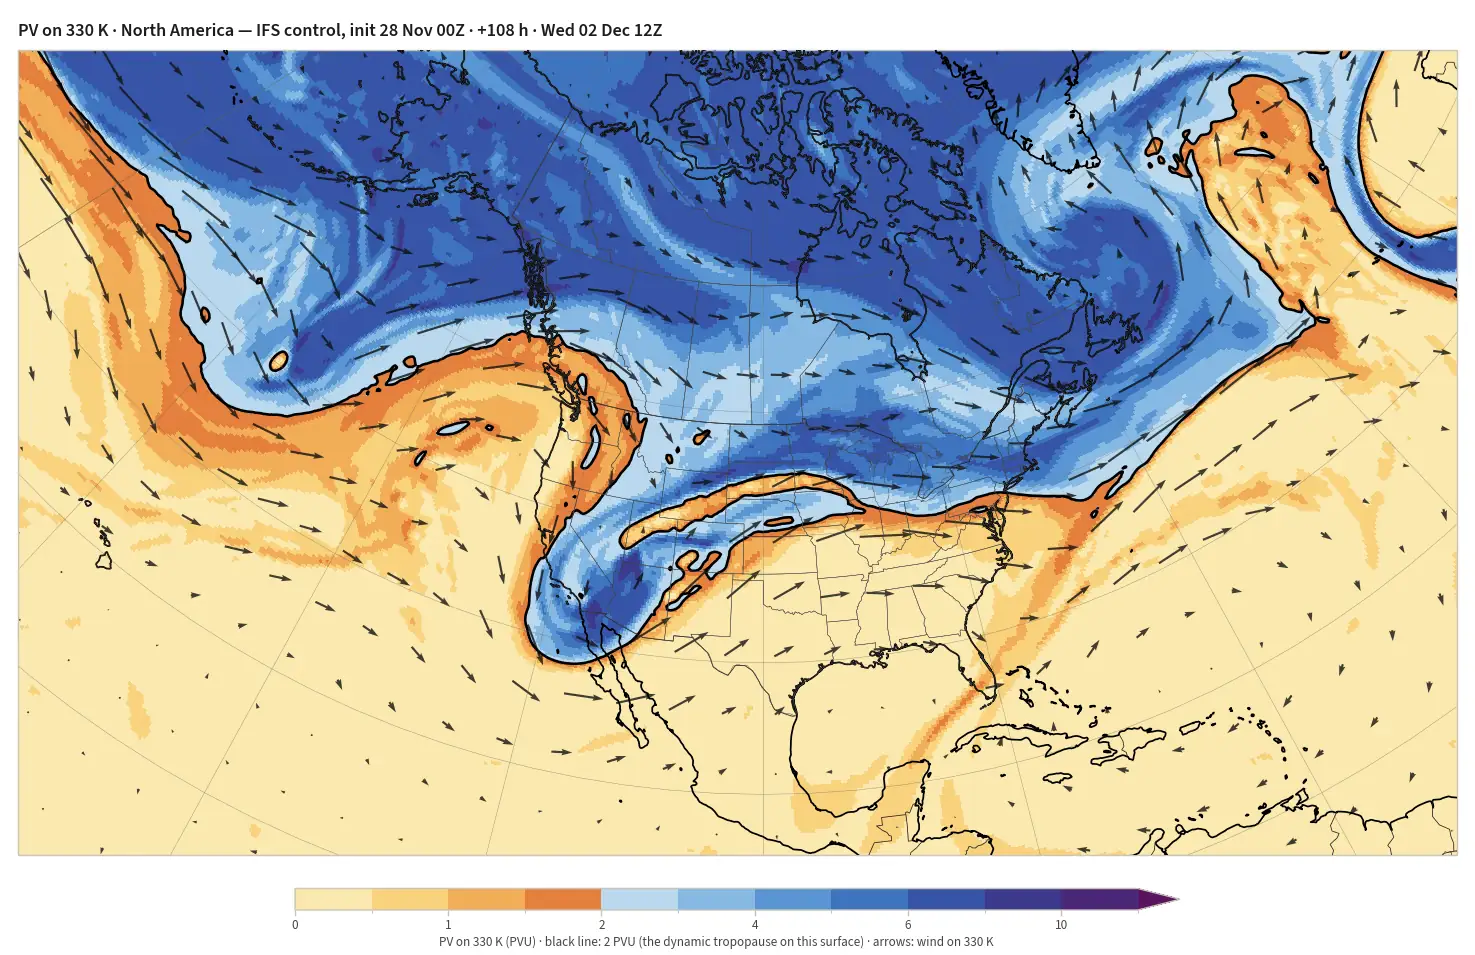 PV on 330 K · North America — IFS control, init 28 Nov 00Z · +108 h · Wed 02 Dec 12Z
0 1 2 4 6 10
PV on 330 K (PVU) · black line: 2 PVU (the dynamic tropopause on this surface) · arrows: wind on 330 K